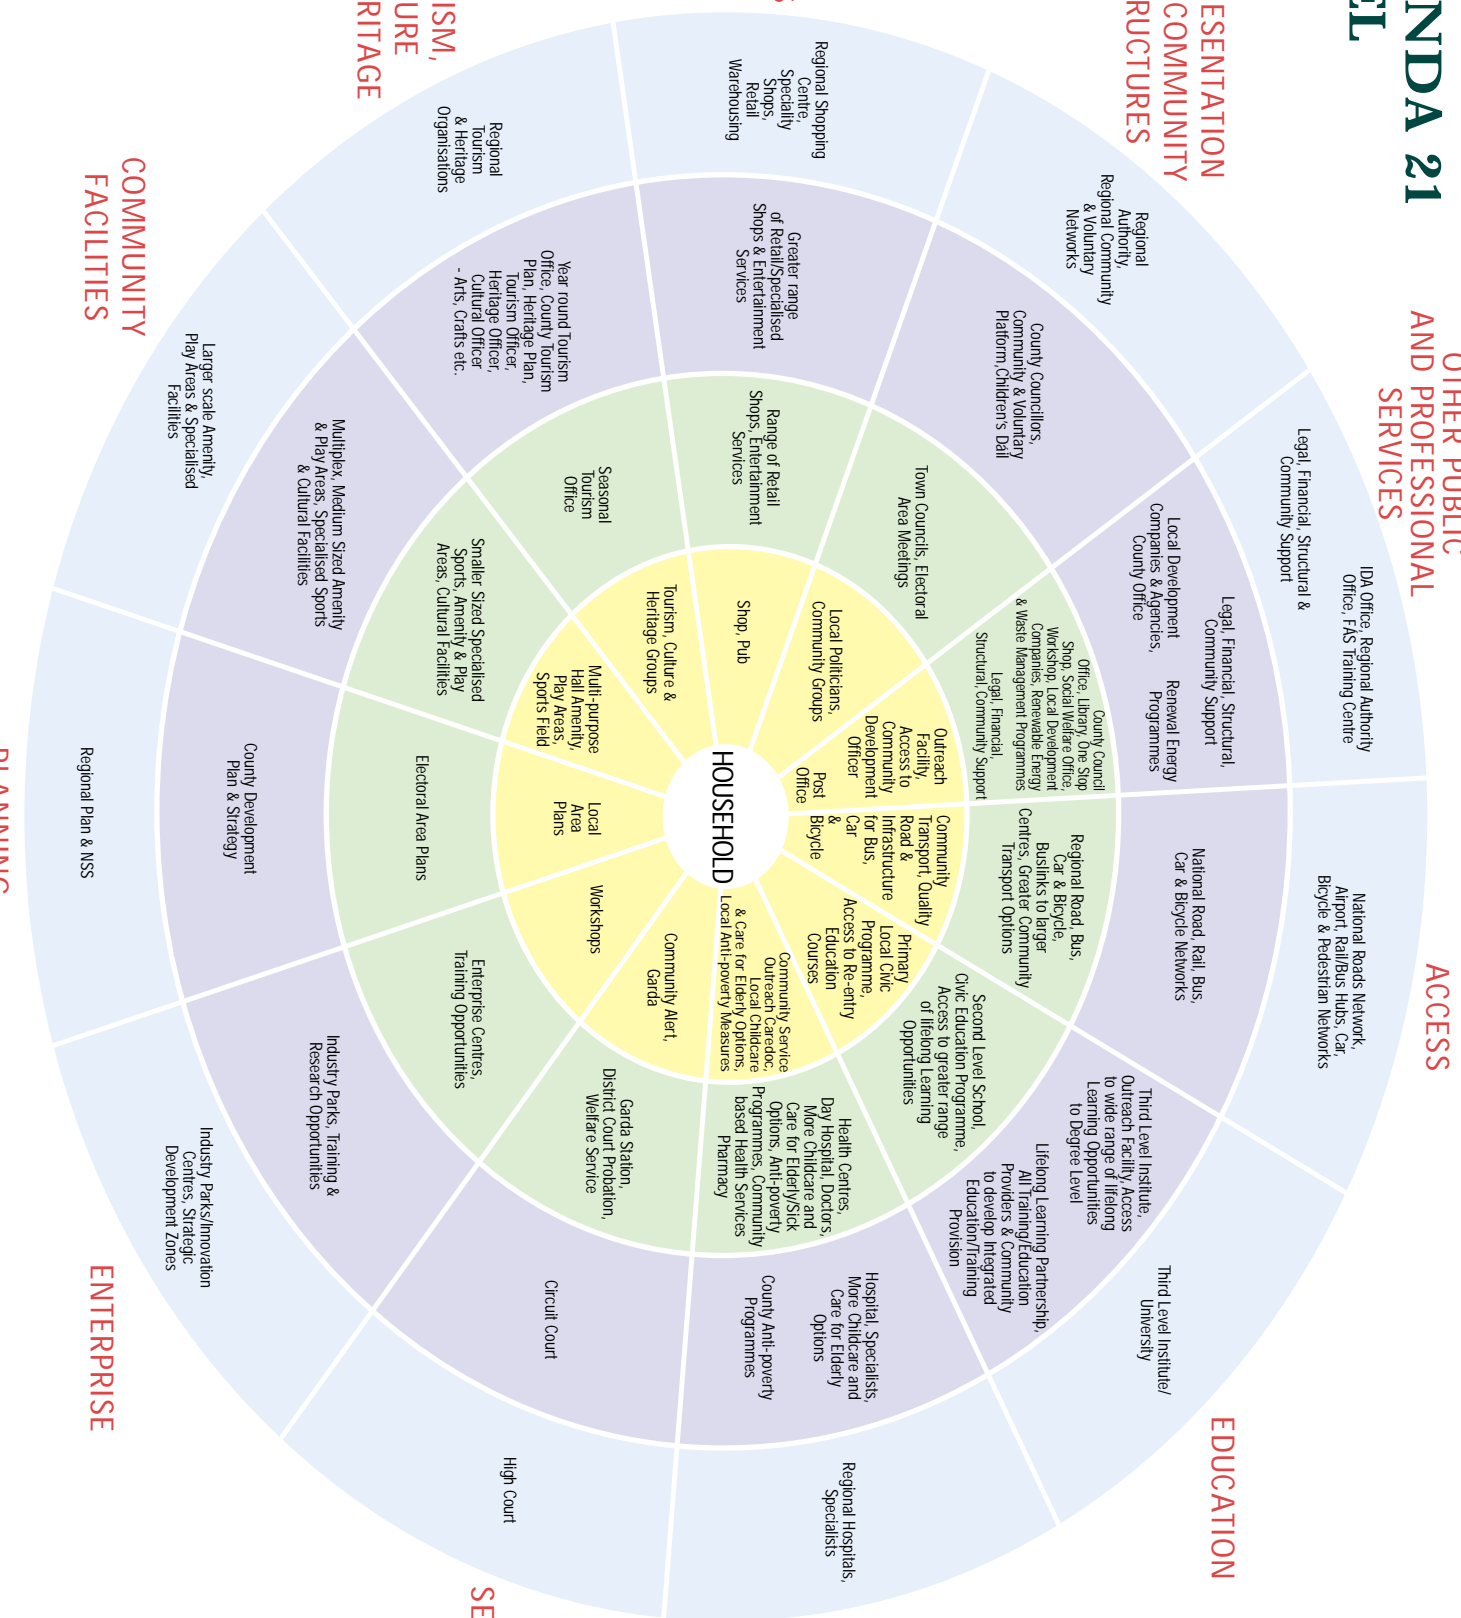 NDA 21
EL
ESENTATION
COMMUNITY
RUCTURES
OTHER PUBLIC
AND PROFESSIONAL
SERVICES
ACCESS
EDUCATION
SE
ENTERPRISE
PLANNING
COMMUNITY
FACILITIES
ISM,
URE
RITAGE
HOUSEHOLD
Shop, Pub
Range of Retail
Shops, Entertainment
Services
Greater range
of Retail/Specialised
Shops & Entertainment
Services
Regional Shopping
Centre,
Speciality
Shops,
Retail
Warehousing
Local Politicians,
Community Groups
Town Councils, Electoral
Area Meetings
County Councillors,
Community & Voluntary
Platform,Children's Dáil
Regional
Authority,
Regional Community
& Voluntary
Networks
Outreach
Facility,
Access to
Community
Development
Officer
Post
Office
County Council
Office, Library, One Stop
Shop, Social Welfare Office,
Workshop, Local Development
Companies, Renewable Energy
& Waste Management Programmes
Legal, Financial,
Structural, Community Support
Legal, Financial, Structural,
Community Support
Local Development
Companies & Agencies,
County Office
Renewal Energy
Programmes
IDA Office, Regional Authority
Office, FÁS Training Centre
Legal, Financial, Structural &
Community Support
Community
Transport, Quality
Road &
Infrastructure
for Bus,
Car
&
Bicycle
Regional Road, Bus,
Car & Bicycle,
Buslinks to larger
Centres, Greater Community
Transport Options
National Road, Rail, Bus,
Car & Bicycle Networks
National Roads Network,
Airport, Rail/Bus Hubs, Car,
Bicycle & Pedestrian Networks
Primary
Local Civic
Programme,
Access to Re-entry
Education
Courses
Second Level School,
Civic Education Programme,
Access to greater range
of lifelong Learning
Opportunities
Third Level Institute,
Outreach Facility, Access
to wide range of lifelong
Learning Opportunities
to Degree Level
Lifelong Learning Partnership,
All Training/Education
Providers & Community
to develop Integrated
Education/Training
Provision
Third Level Institute/
University
Community Service
Outreach Caredoc,
Local Childcare
& Care for Elderly Options,
Local Anti-poverty Measures
Health Centres,
Day Hospital, Doctors,
More Childcare and
Care for Elderly/Sick
Options, Anti-poverty
Programmes, Community
based Health Services
Pharmacy
Hospital, Specialists,
More Childcare and
Care for Elderly
Options
County Anti-poverty
Programmes
Regional Hospitals,
Specialists
Community Alert,
Garda
Garda Station,
District Court Probation,
Welfare Service
Circuit Court
High Court
Workshops
Enterprise Centres,
Training Opportunities
Industry Parks, Training &
Research Opportunities
Industry Parks/Innovation
Centres, Strategic
Development Zones
Local
Area
Plans
Electoral Area Plans
County Development
Plan & Strategy
Regional Plan & NSS
Multi-purpose
Hall Amenity,
Play Areas,
Sports Field
Smaller Sized Specialised
Sports, Amenity & Play
Areas, Cultural Facilities
Multiplex, Medium Sized Amenity
& Play Areas, Specialised Sports
& Cultural Facilities
Larger scale Amenity,
Play Areas & Specialised
Facilities
Tourism, Culture &
Heritage Groups
Seasonal
Tourism
Office
Year round Tourism
Office, County Tourism
Plan, Heritage Plan,
Tourism Officer,
Heritage Officer,
Cultural Officer
- Arts, Crafts etc.
Regional
Tourism
& Heritage
Organisations